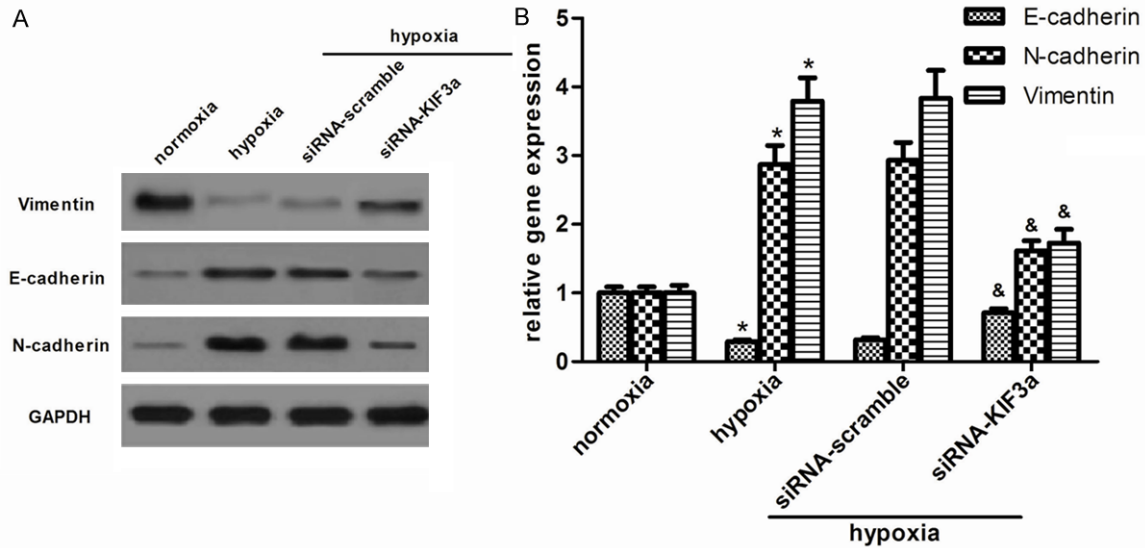 A
hypoxia
normoxia
hypoxia
siRNA-scramble
siRNA-KIF3a
Vimentin
E-cadherin
N-cadherin
GAPDH
B
relative gene expression
5
4
3
2
1
0
E-cadherin
N-cadherin
Vimentin
*
*
*
&
&
&
normoxia
hypoxia
siRNA-scramble
siRNA-KIF3a
hypoxia